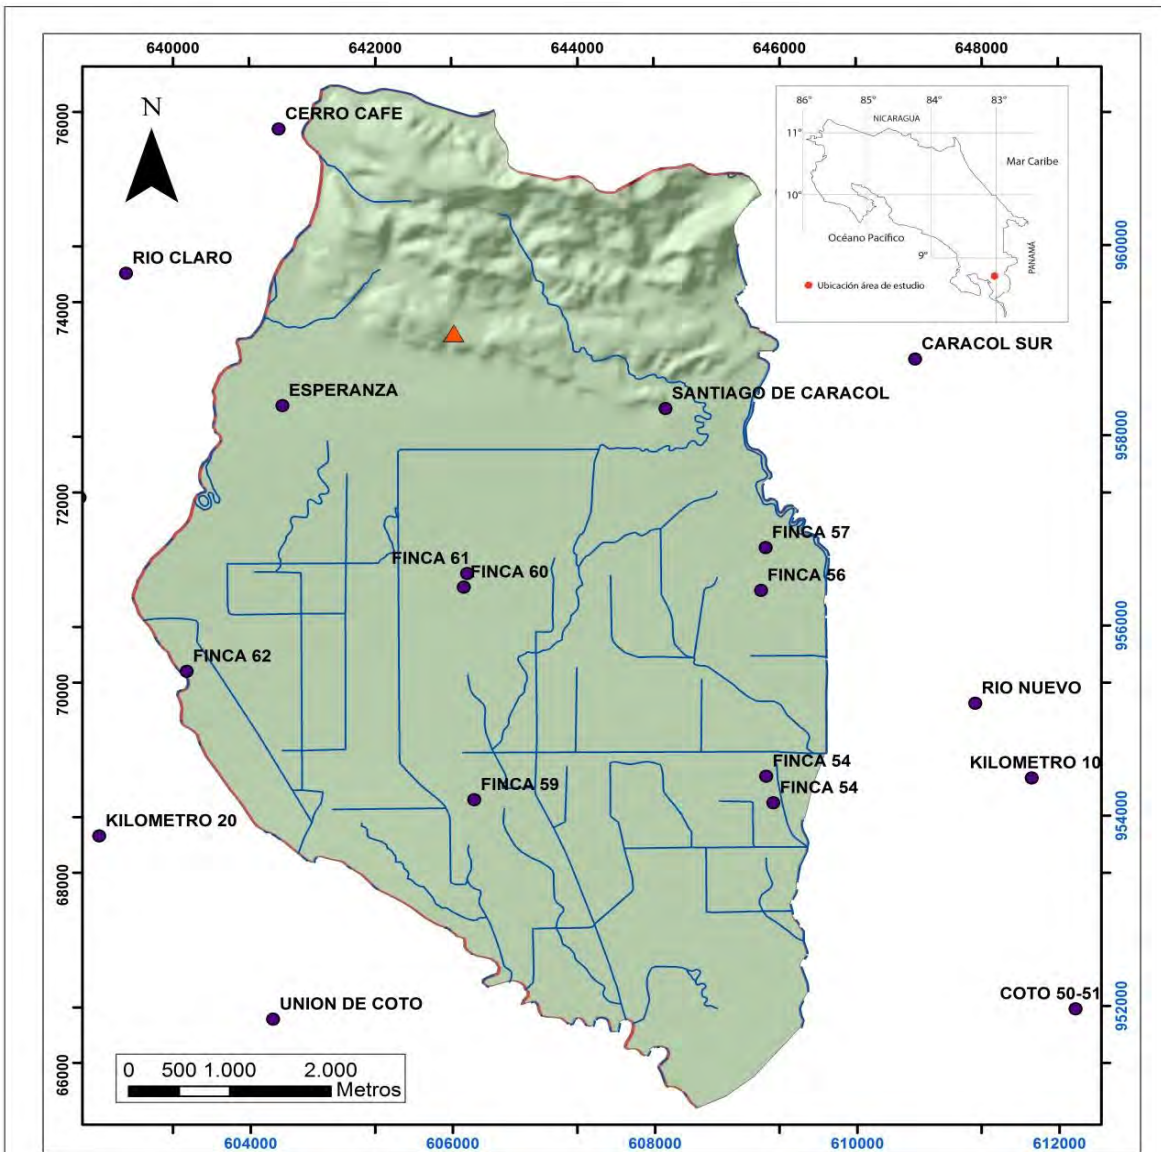 640000 642000 644000 646000 648000
N
76000
74000
72000
70000
68000
66000
CERRO CAFE
RIO CLARO
ESPERANZA
SANTIAGO DE CARACOL
CARACOL SUR
FINCA 57
FINCA 61
FINCA 60
FINCA 56
FINCA 62
RIO NUEVO
FINCA 54
KILOMETRO 10
FINCA 59
FINCA 54
KILOMETRO 20
COTO 50-51
UNION DE COTO
86° 85° 84° 83°
NICARAGUA
11°
Mar Caribe
10°
Océano Pacífico
9°
PANAMÁ
Ubicación área de estudio
960000
958000
956000
954000
952000
0 500 1.000 2.000
Metros
604000 606000 608000 610000 612000